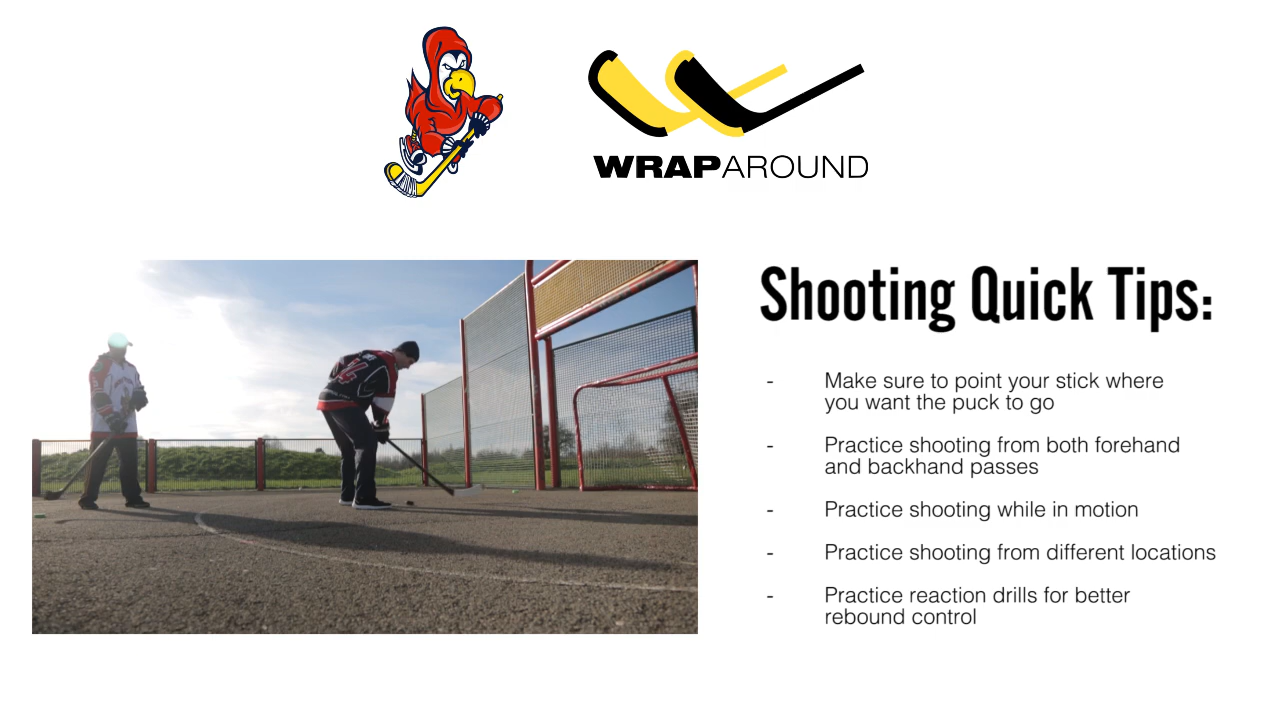 WRAPAROUND
Shooting Quick Tips:
- Make sure to point your stick where
you want the puck to go
- Practice shooting from both forehand
and backhand passes
- Practice shooting while in motion
- Practice shooting from different locations
- Practice reaction drills for better
rebound control